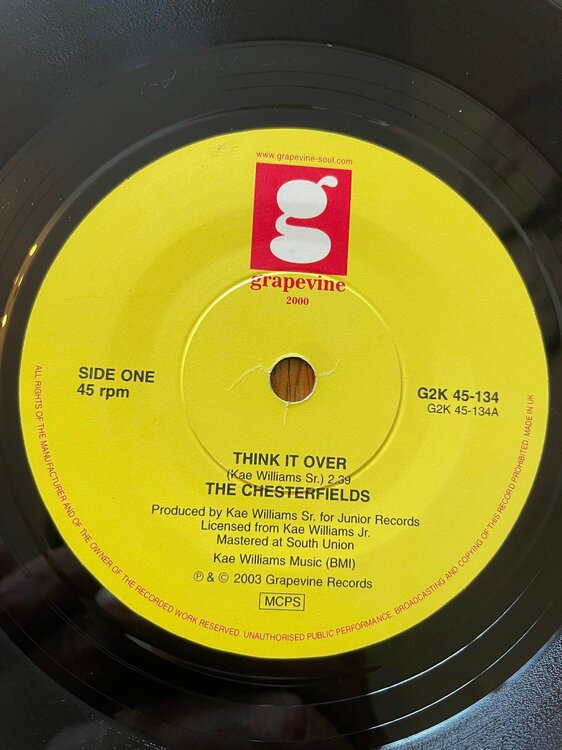 www.grapevine-soul.com
g
grapevine
2000
SIDE ONE
45 rpm
G2K 45-134
G2K 45-134A
THINK IT OVER
(Kae Williams Sr.) 2.39
THE CHESTERFIELDS
Produced by Kae Williams Sr. for Junior Records
Licensed from Kae Williams Jr.
Mastered at South Union
Kae Williams Music (BMI)
℗ & © 2003 Grapevine Records
MCPS
ALL RIGHTS OF THE MANUFACTURER AND OF THE OWNER OF THE RECORDED WORK RESERVED. UNAUTHORISED PUBLIC PERFORMANCE, BROADCASTING AND COPYING OF THIS RECORD PROHIBITED. MADE IN UK